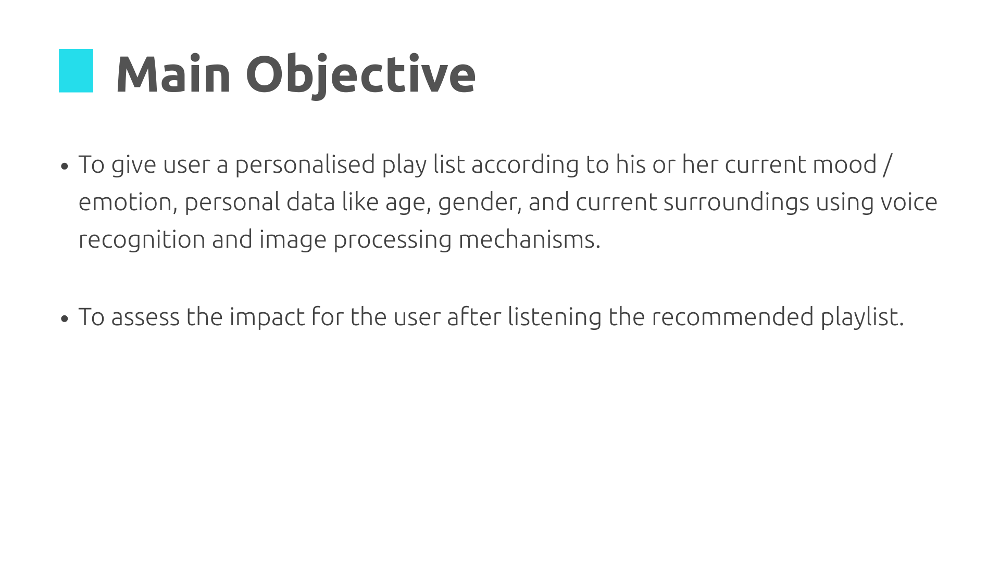 Main Objective
• To give user a personalised play list according to his or her current mood /
emotion, personal data like age, gender, and current surroundings using voice
recognition and image processing mechanisms.
• To assess the impact for the user after listening the recommended playlist.